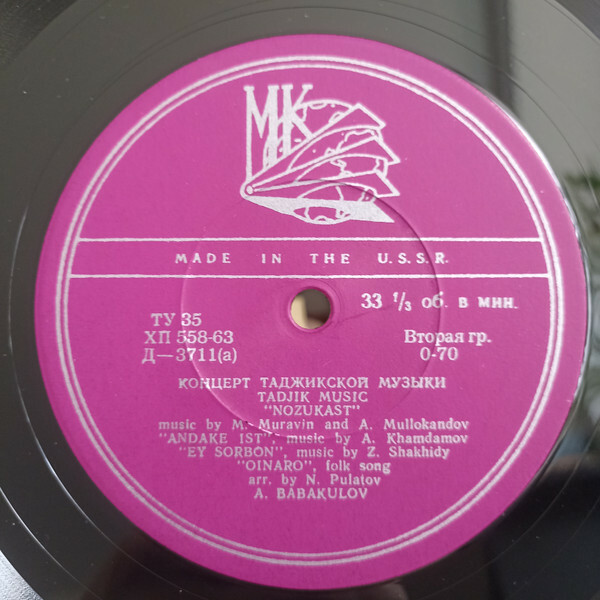 МК
MADE IN THE U.S.S.R.
33 1/3 об. в мин.
ТУ 35
ХП 558-63
Д—3711(а)
Вторая гр.
0-70
КОНЦЕРТ ТАДЖИКСКОЙ МУЗЫКИ
TADJIK MUSIC
"NOZUKAST"
music by M. Muravin and A. Mullokandov
"ANDAKE IST", music by A. Khamdamov
"EY SORBON", music by Z. Shakhidy
"OINARO", folk song
arr. by N. Pulatov
A. BABAKULOV